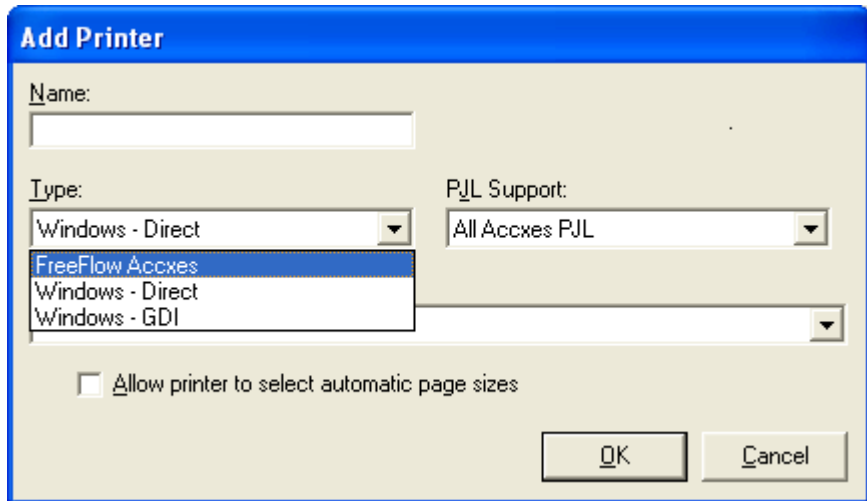 Add Printer
Name:
Type:
PJL Support:
Windows - Direct
All Accxes PJL
FreeFlow Accxes
Windows - Direct
Windows - GDI
Allow printer to select automatic page sizes
OK
Cancel